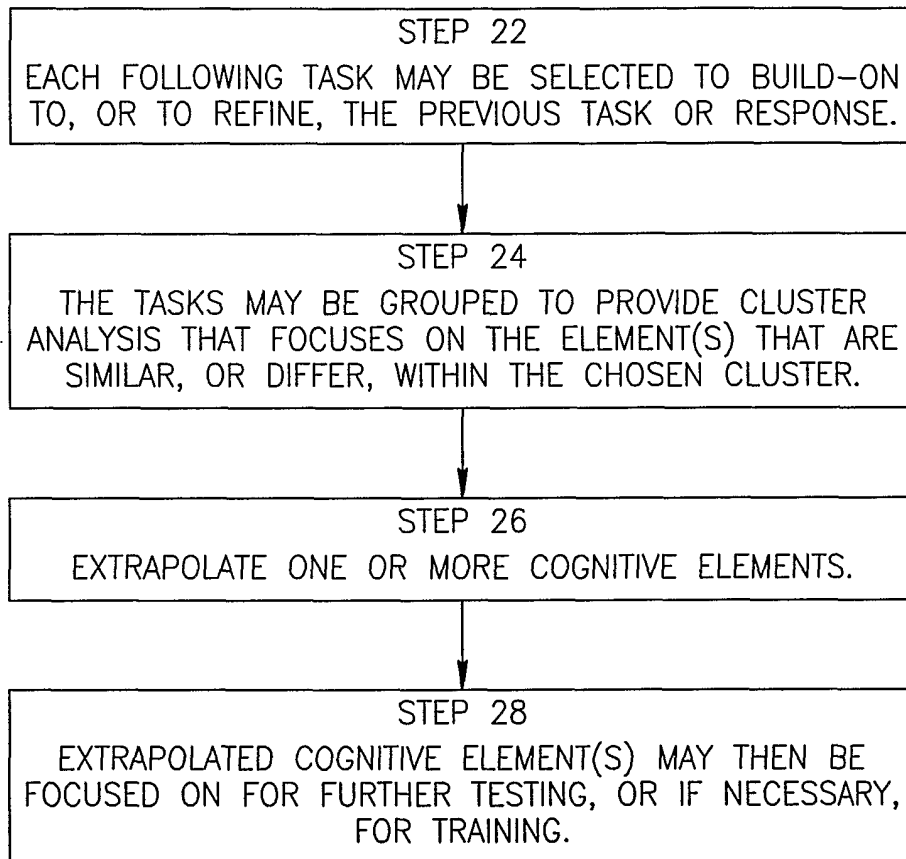 STEP 22
EACH FOLLOWING TASK MAY BE SELECTED TO BUILD-ON
TO, OR TO REFINE, THE PREVIOUS TASK OR RESPONSE.
STEP 24
THE TASKS MAY BE GROUPED TO PROVIDE CLUSTER
ANALYSIS THAT FOCUSES ON THE ELEMENT(S) THAT ARE
SIMILAR, OR DIFFER, WITHIN THE CHOSEN CLUSTER.
STEP 26
EXTRAPOLATE ONE OR MORE COGNITIVE ELEMENTS.
STEP 28
EXTRAPOLATED COGNITIVE ELEMENT(S) MAY THEN BE
FOCUSED ON FOR FURTHER TESTING, OR IF NECESSARY,
FOR TRAINING.